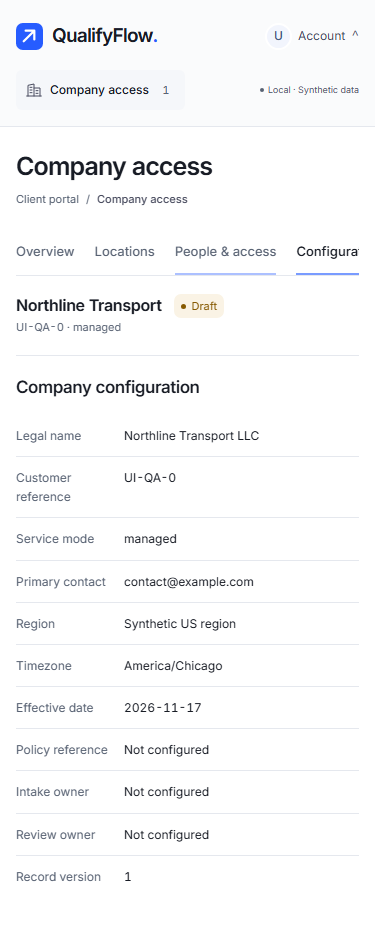 QualifyFlow.
U Account ^
Company access 1
Local · Synthetic data
Company access
Client portal / Company access
Overview Locations People & access Configurat
Northline Transport Draft
UI-QA-0 · managed
Company configuration
Legal name Northline Transport LLC
Customer UI-QA-0
reference
Service mode managed
Primary contact contact@example.com
Region Synthetic US region
Timezone America/Chicago
Effective date 2026-11-17
Policy reference Not configured
Intake owner Not configured
Review owner Not configured
Record version 1